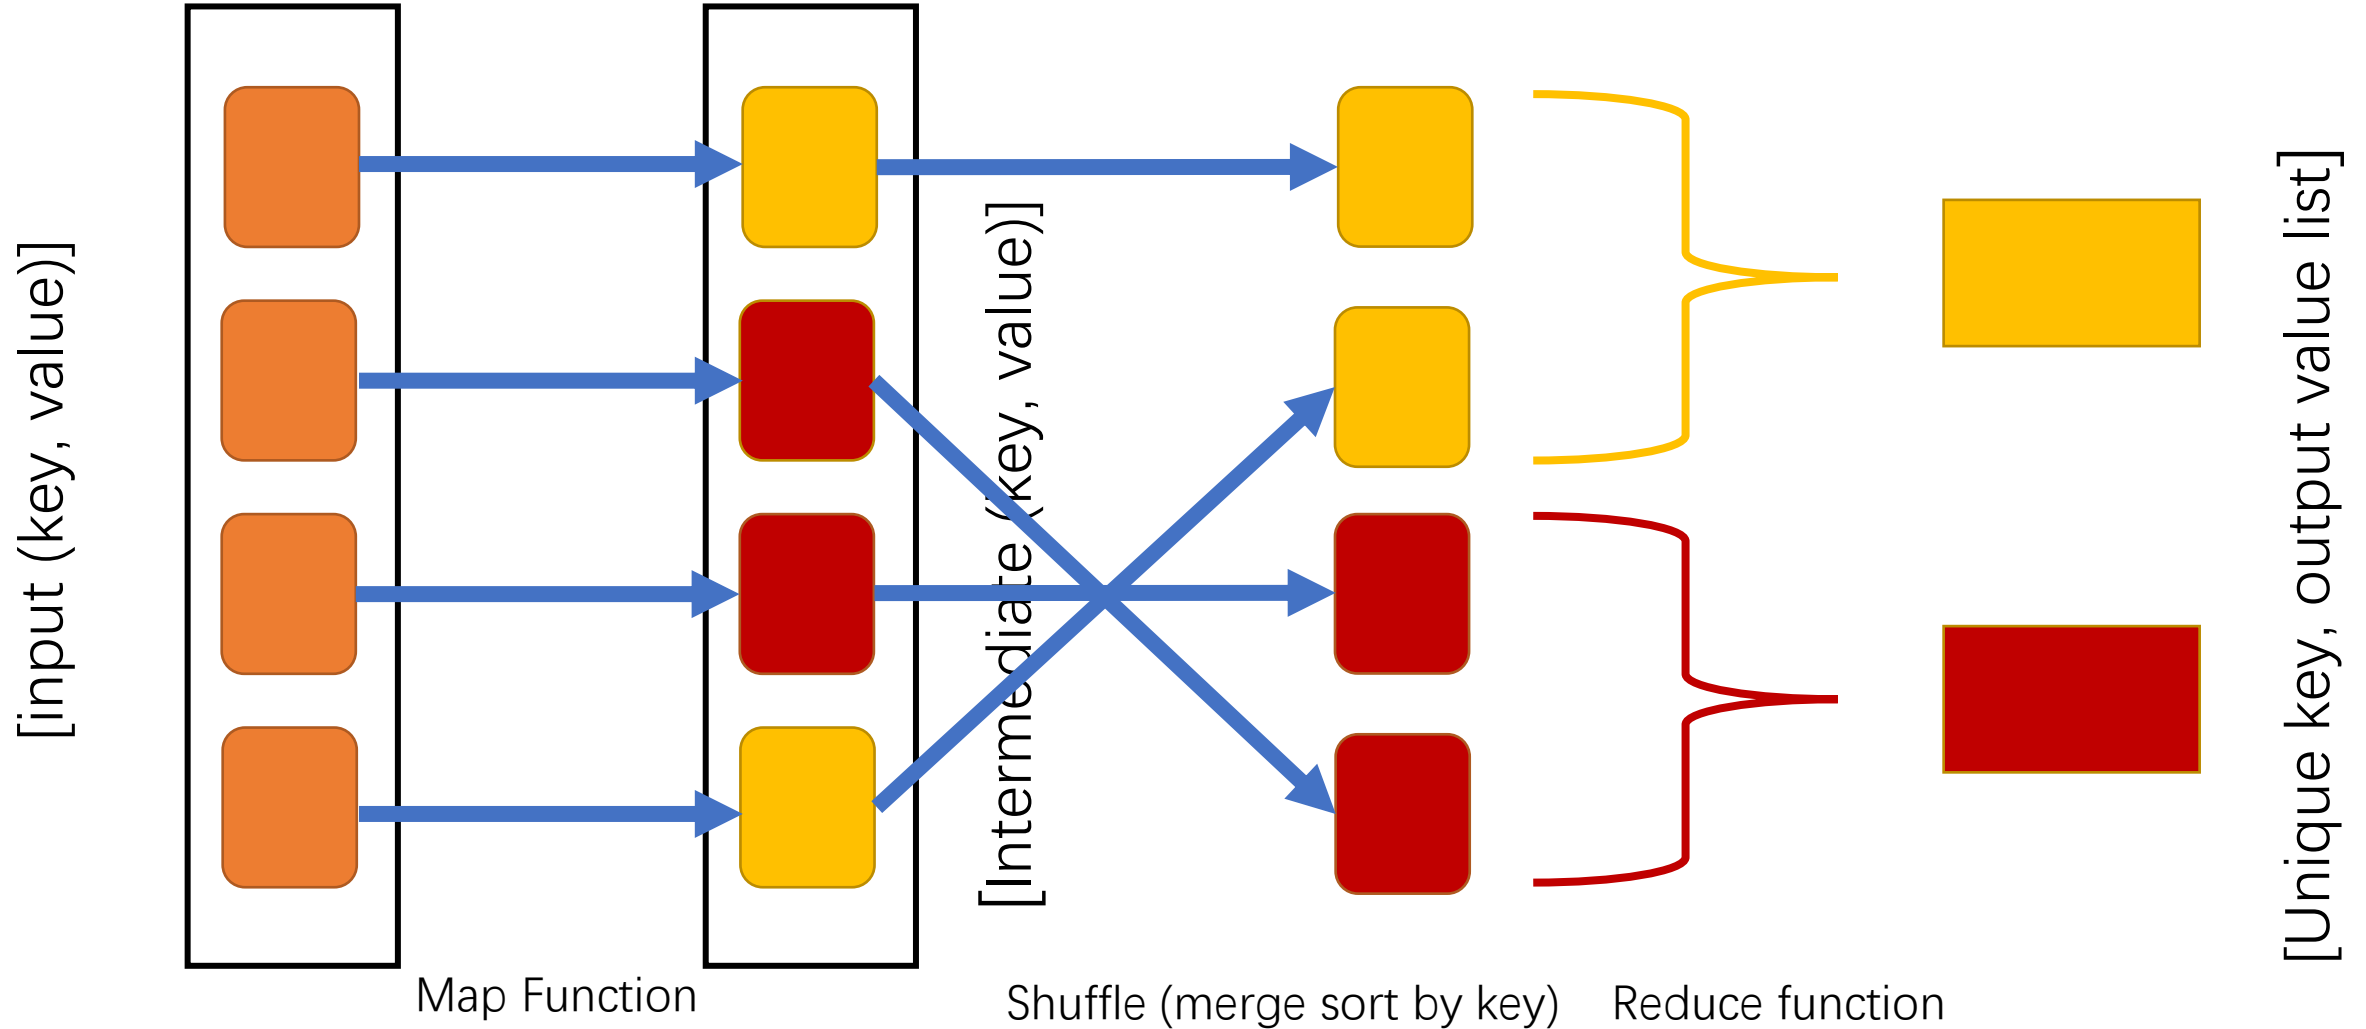 [input (key, value)]
[Intermediate (key, value)]
[Unique key, output value list]
Map Function
Shuffle (merge sort by key)
Reduce function